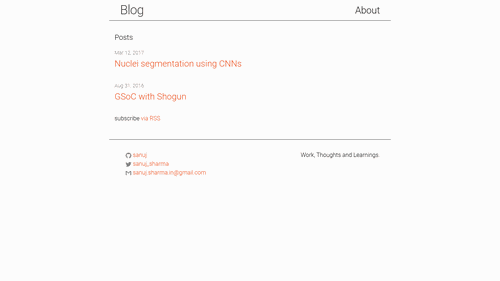 Blog
About
Posts
Mar 12, 2017
Nuclei segmentation using CNNs
Aug 31, 2016
GSoC with Shogun
subscribe via RSS
sanuj
Work, Thoughts and Learnings.
sanuj_sharma
sanuj.sharma.in@gmail.com